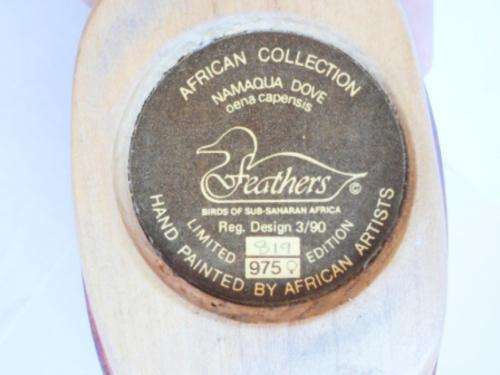 AFRICAN COLLECTION
NAMAQUA DOVE
oena capensis
Feathers ©
BIRDS OF SUB-SAHARAN AFRICA
Reg. Design 3/90
LIMITED EDITION
819
975 ♀
HAND PAINTED BY AFRICAN ARTISTS